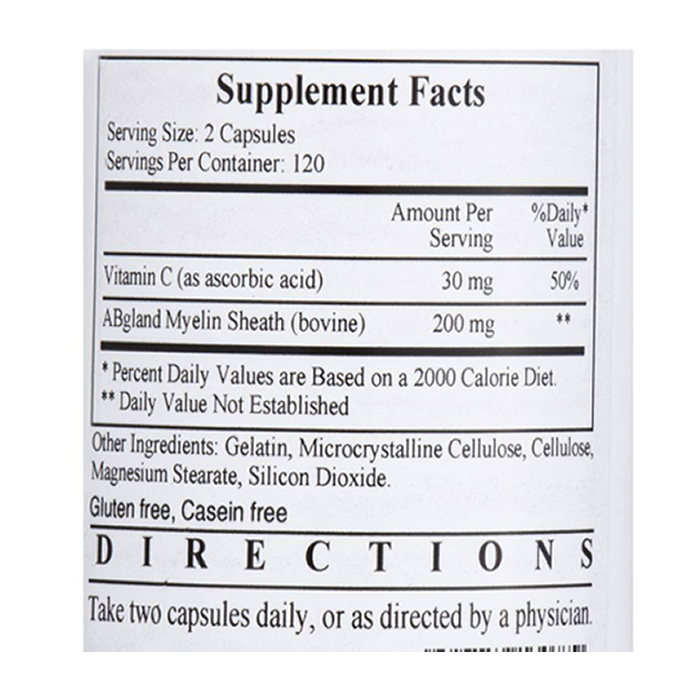 Supplement Facts
Serving Size: 2 Capsules
Servings Per Container: 120
Amount Per Serving %Daily* Value
Vitamin C (as ascorbic acid) 30 mg 50%
ABgland Myelin Sheath (bovine) 200 mg **
* Percent Daily Values are Based on a 2000 Calorie Diet.
** Daily Value Not Established
Other Ingredients: Gelatin, Microcrystalline Cellulose, Cellulose,
Magnesium Stearate, Silicon Dioxide.
Gluten free, Casein free
DIRECTIONS
Take two capsules daily, or as directed by a physician.